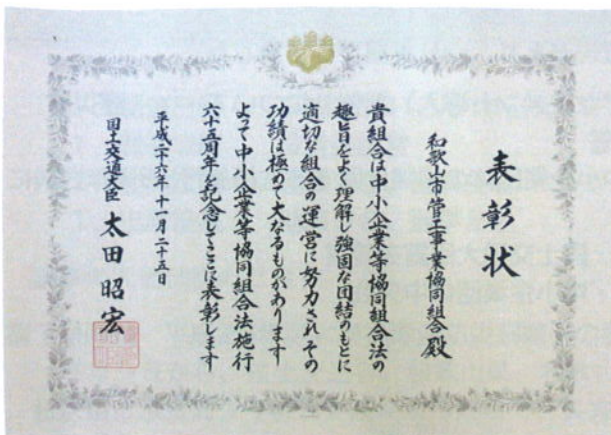 表彰状
和歌山市管工事業協同組合殿
貴組合は中小企業等協同組合法の
趣旨をよく理解し強固な団結のもとに
適切な組合の運営に努力されその
功績は極めて大なるものがあります
よって中小企業等協同組合法施行
六十五周年を記念してここに表彰します
平成二十六年十一月二十五日
国土交通大臣 太田昭宏